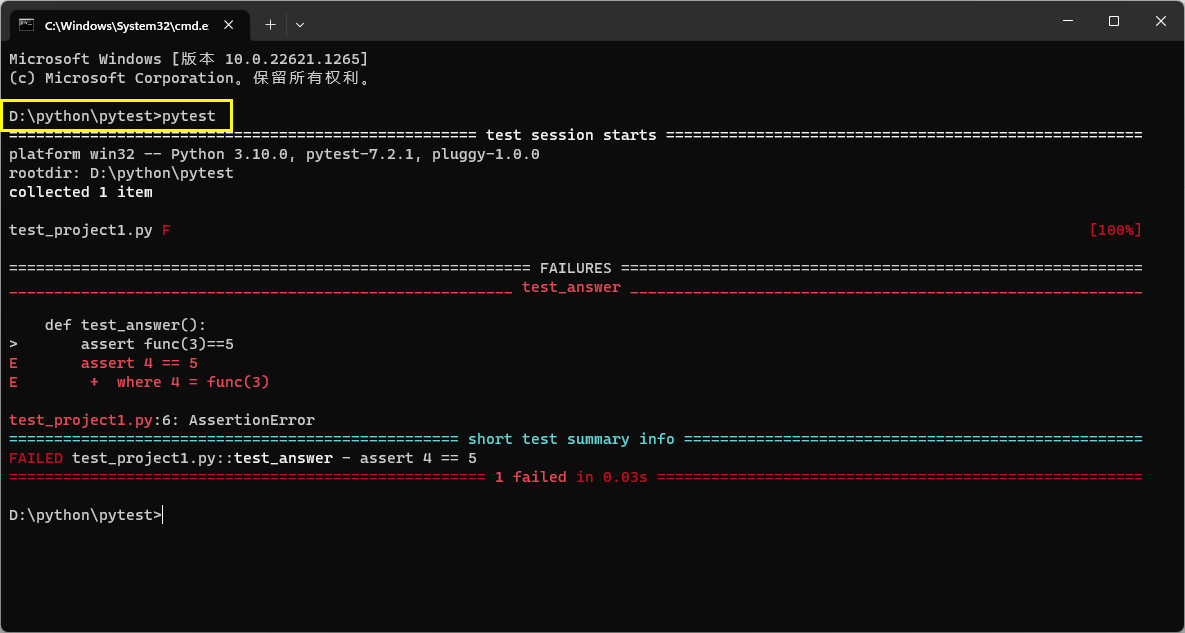 C:\Windows\System32\cmd.e
Microsoft Windows [版本 10.0.22621.1265]
(c) Microsoft Corporation。保留所有权利。
D:\python\pytest>pytest
==================================================== test session starts =====================================================
platform win32 -- Python 3.10.0, pytest-7.2.1, pluggy-1.0.0
rootdir: D:\python\pytest
collected 1 item
test_project1.py F [100%]
========================================================== FAILURES ==========================================================
________________________________________________________ test_answer _________________________________________________________
def test_answer():
> assert func(3)==5
E assert 4 == 5
E + where 4 = func(3)
test_project1.py:6: AssertionError
================================================== short test summary info ===================================================
FAILED test_project1.py::test_answer - assert 4 == 5
===================================================== 1 failed in 0.03s ======================================================
D:\python\pytest>